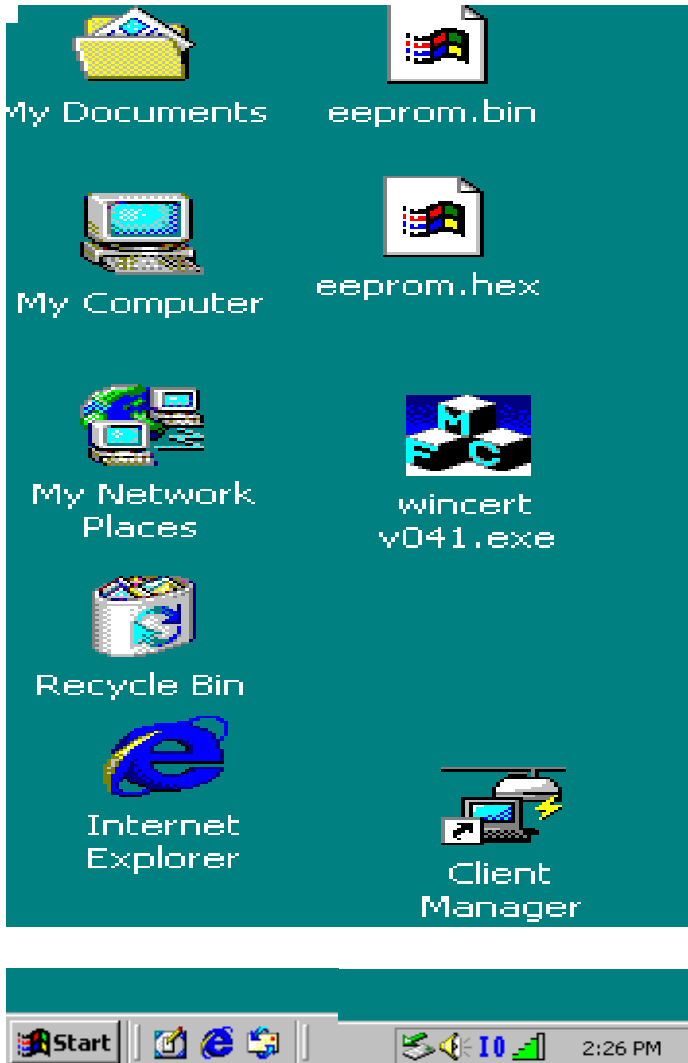 My Documents
eeprom.bin
My Computer
eeprom.hex
My Network
Places
wincert
v041.exe
Recycle Bin
Internet
Explorer
Client
Manager
Start
2:26 PM